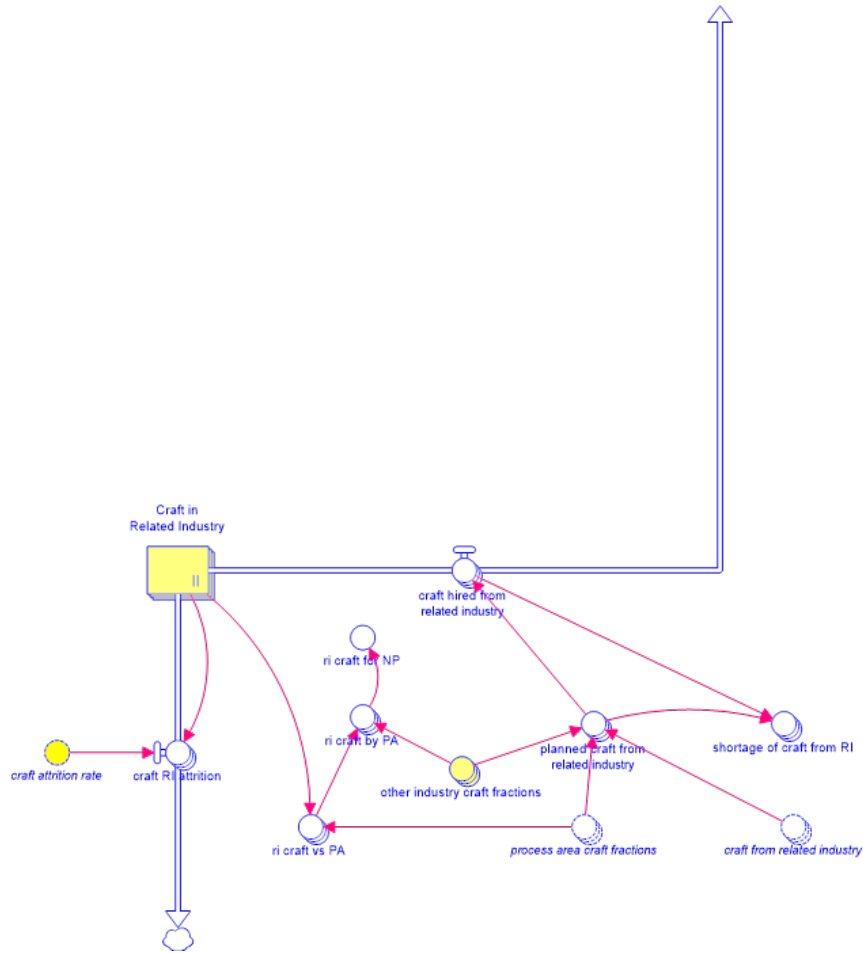 Craft in
Related Industry
craft hired from
related industry
ri craft for NP
ri craft by PA
planned craft from
related industry
shortage of craft from RI
craft attrition rate
craft RI attrition
other industry craft fractions
ri craft vs PA
process area craft fractions
craft from related industry